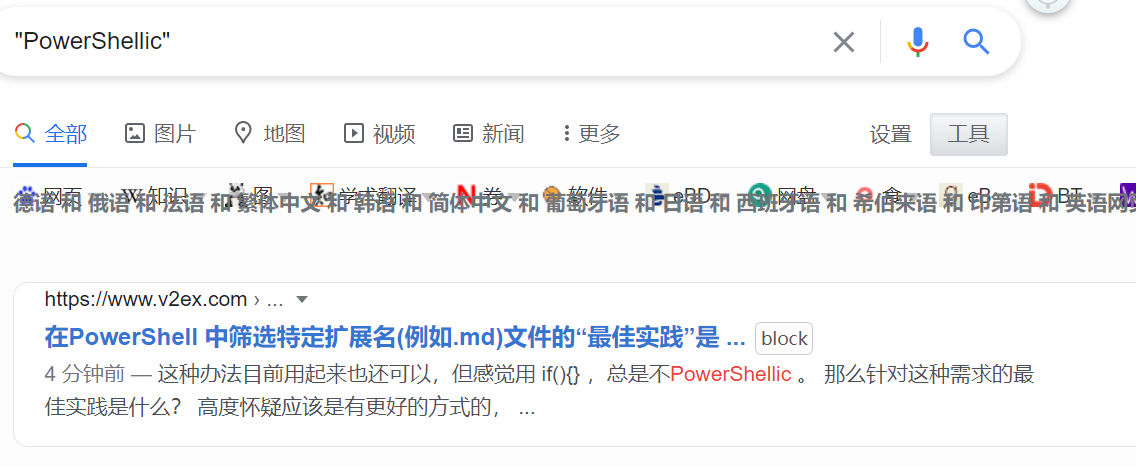 "PowerShellic"
全部 图片 地图 视频 新闻 更多 设置 工具
网页 知识 图 学术翻译 券 软件 eBD 网盘 食 eB BT
德语 和 俄语 和 法语 和 繁体中文 和 韩语 和 简体中文 和 葡萄牙语 和 日语 和 西班牙语 和 希伯来语 和 印第语 和 英语网
https://www.v2ex.com › ...
在PowerShell 中筛选特定扩展名(例如.md)文件的“最佳实践”是 ... block
4 分钟前 — 这种办法目前用起来也还可以，但感觉用 if(){} ，总是不PowerShellic 。 那么针对这种需求的最
佳实践是什么？ 高度怀疑应该是有更好的方式的， ...